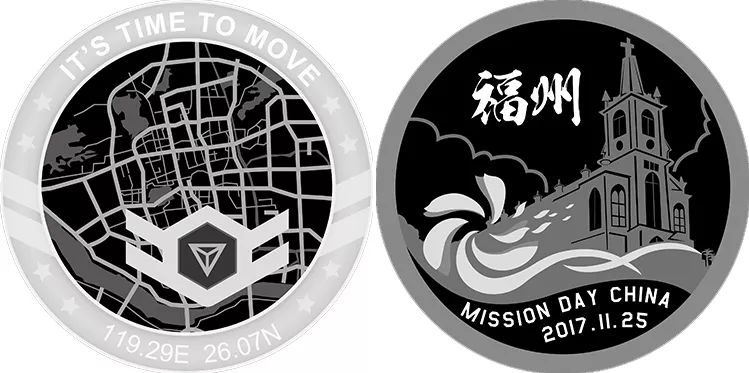 IT'S TIME TO MOVE
119.29E 26.07N
福州
MISSION DAY CHINA
2017.11.25